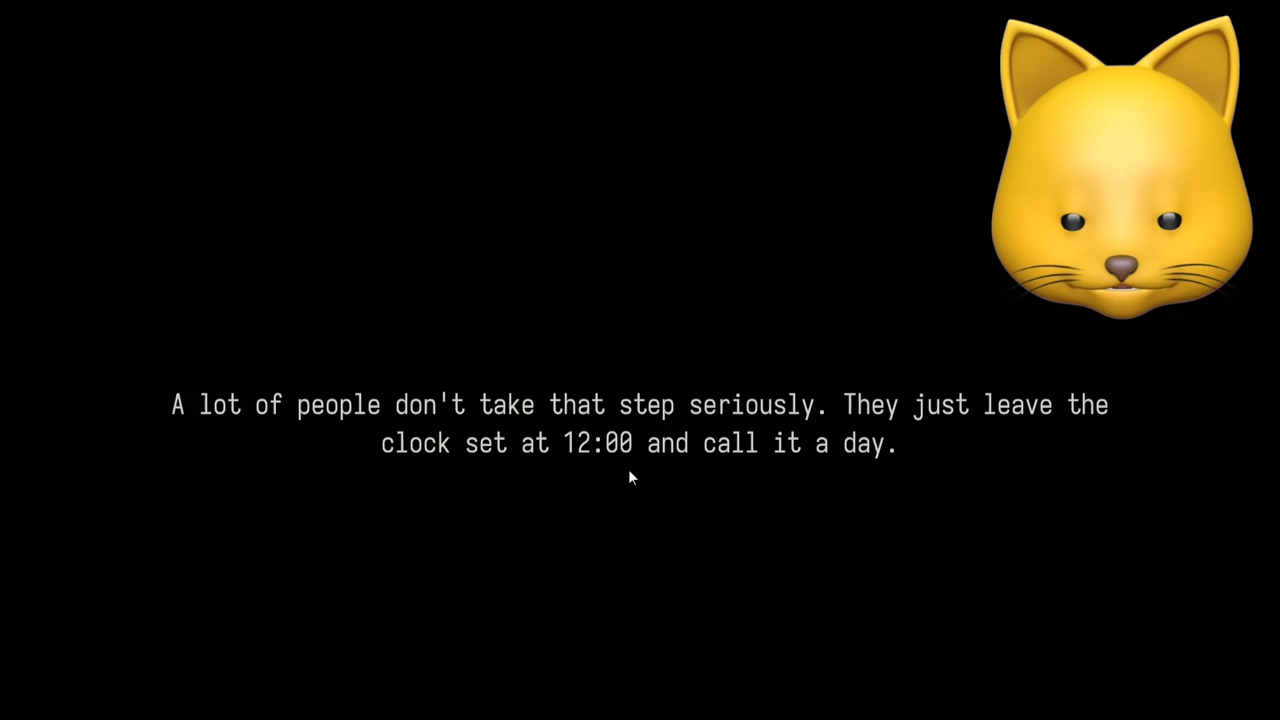 A lot of people don't take that step seriously. They just leave the
clock set at 12:00 and call it a day.